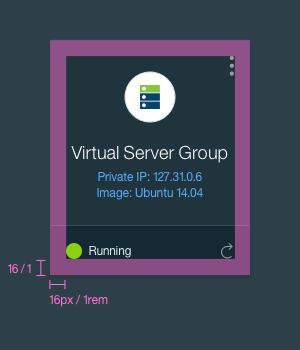 Virtual Server Group
Private IP: 127.31.0.6
Image: Ubuntu 14.04
Running
16 / 1
16px / 1rem